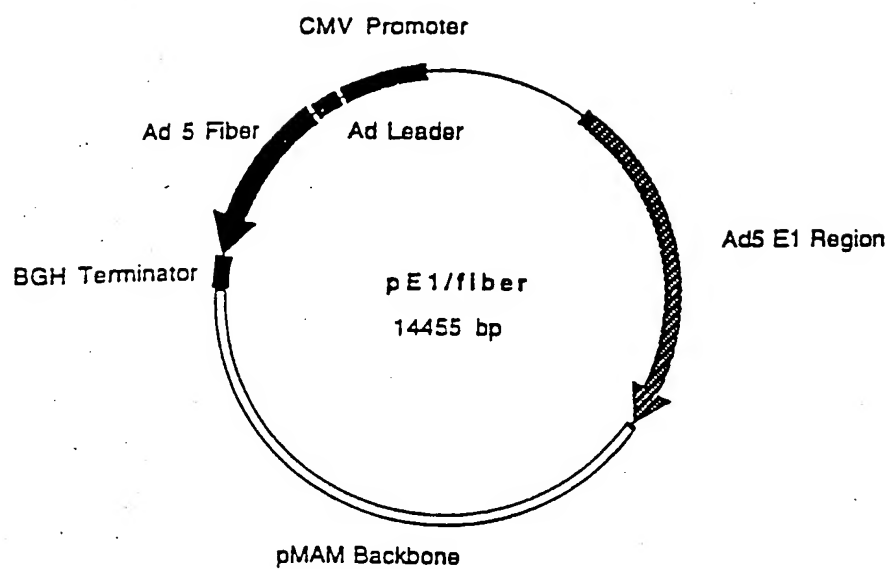 CMV Promoter
Ad 5 Fiber
Ad Leader
Ad5 E1 Region
BGH Terminator
pE1/fiber
14455 bp
pMAM Backbone